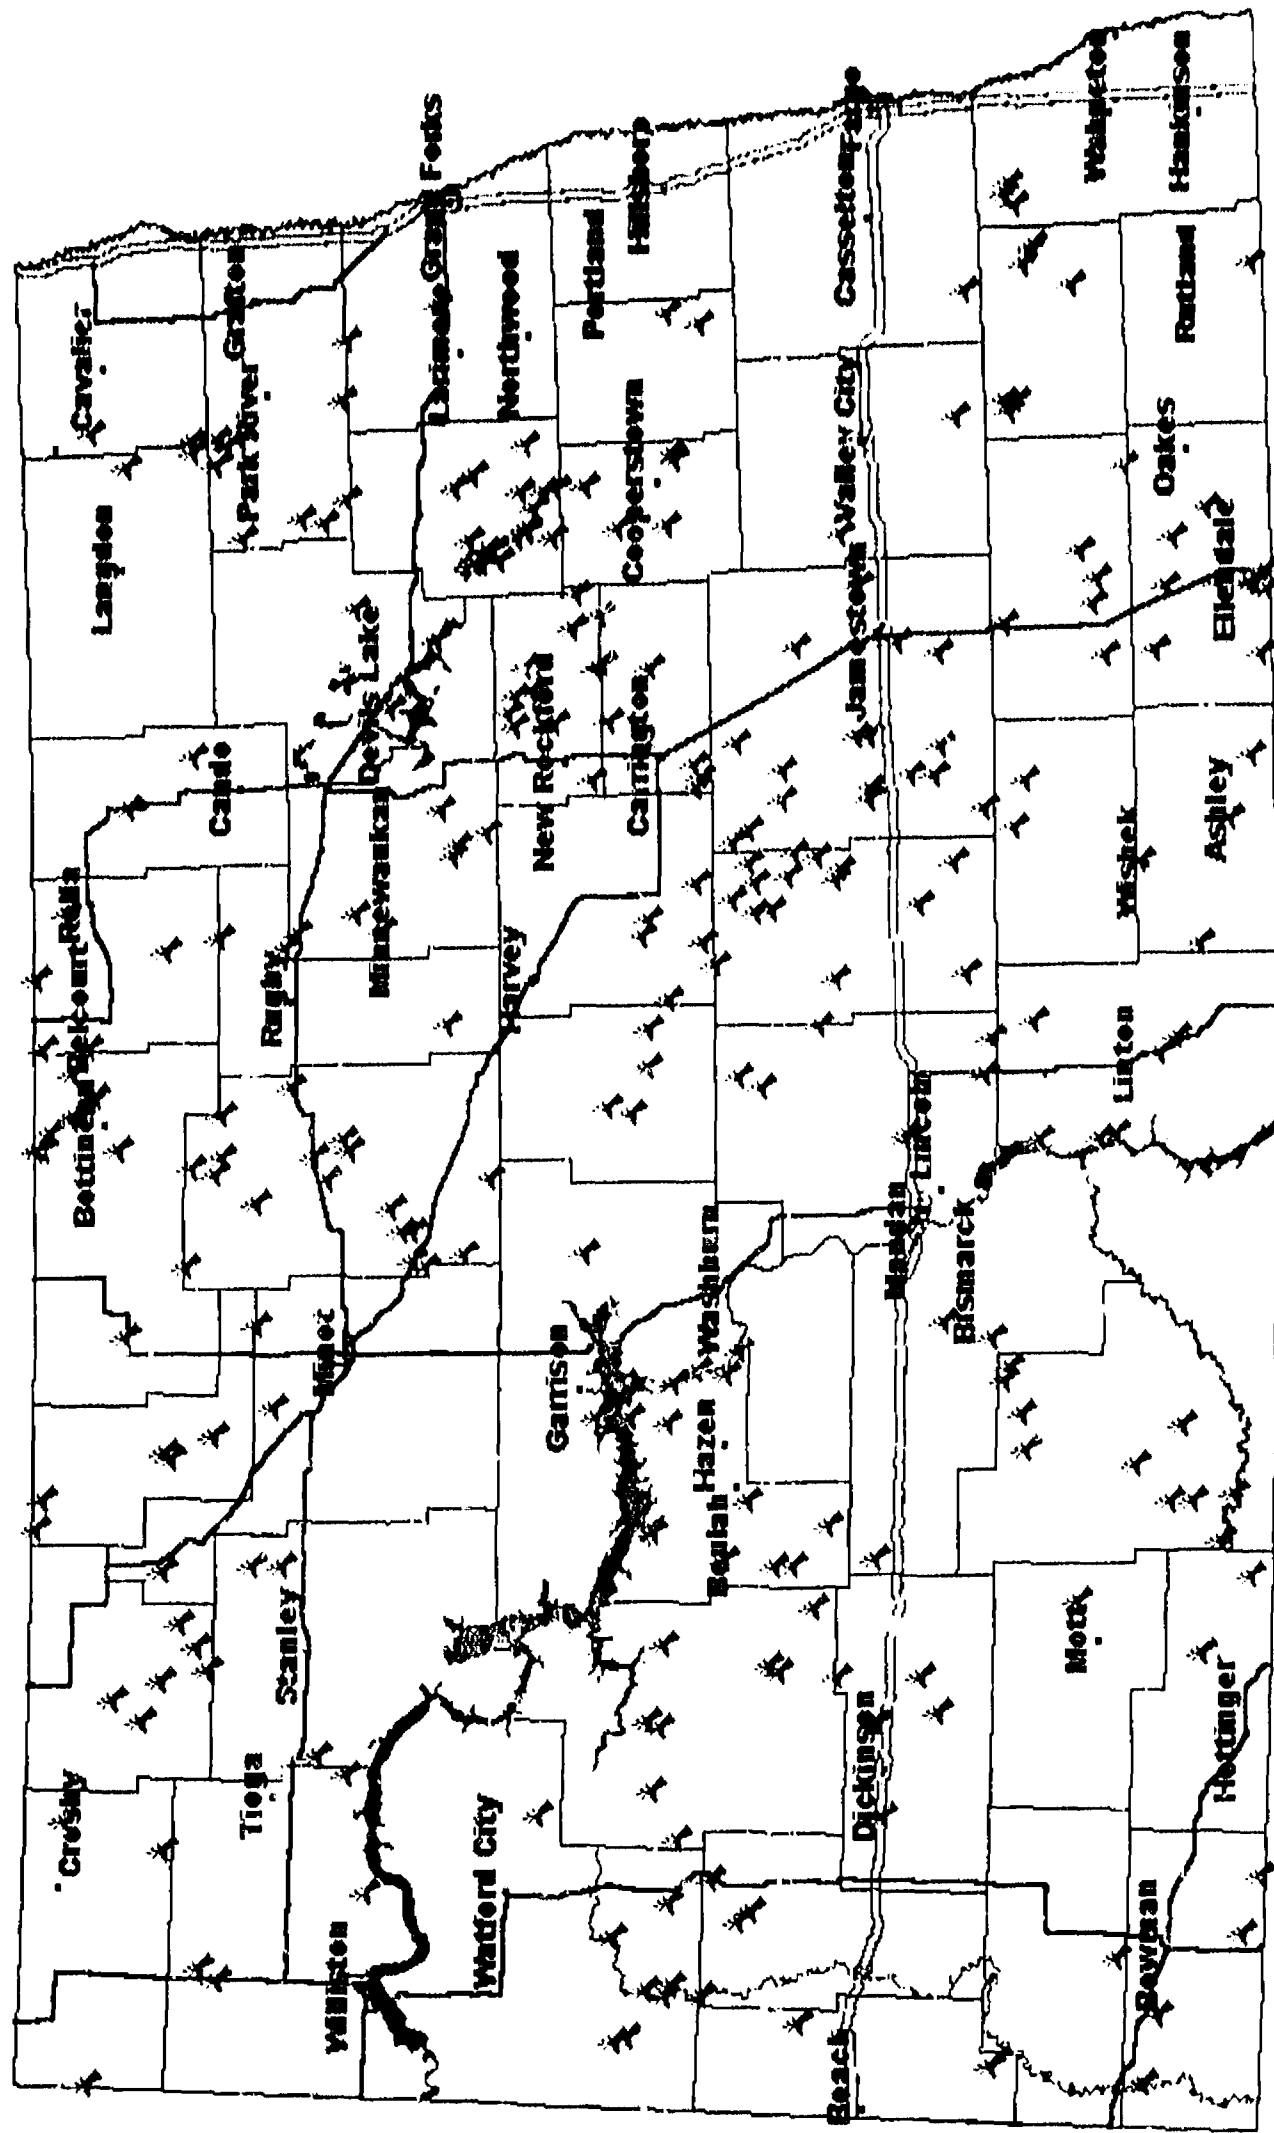 Crosby
Bottineau
Belcourt
Rolla
Langdon
Cavalier
Tioga
Stanley
Rugby
Cando
Park River
Grafton
Williston
Minot
Minnewaukan
Devils Lake
Larimore
Grand Forks
Watford City
Harvey
New Rockford
Northwood
Garrison
Carrington
Cooperstown
Portland
Hillsboro
Beulah
Hazen
Washburn
Beach
Dickinson
Mandan
Lincoln
Bismarck
Jamestown
Valley City
Casselton
Fargo
Mott
Linton
Wishek
Oakes
Wahpeton
Bowman
Hettinger
Ashley
Ellendale
Rutland
Hankinson